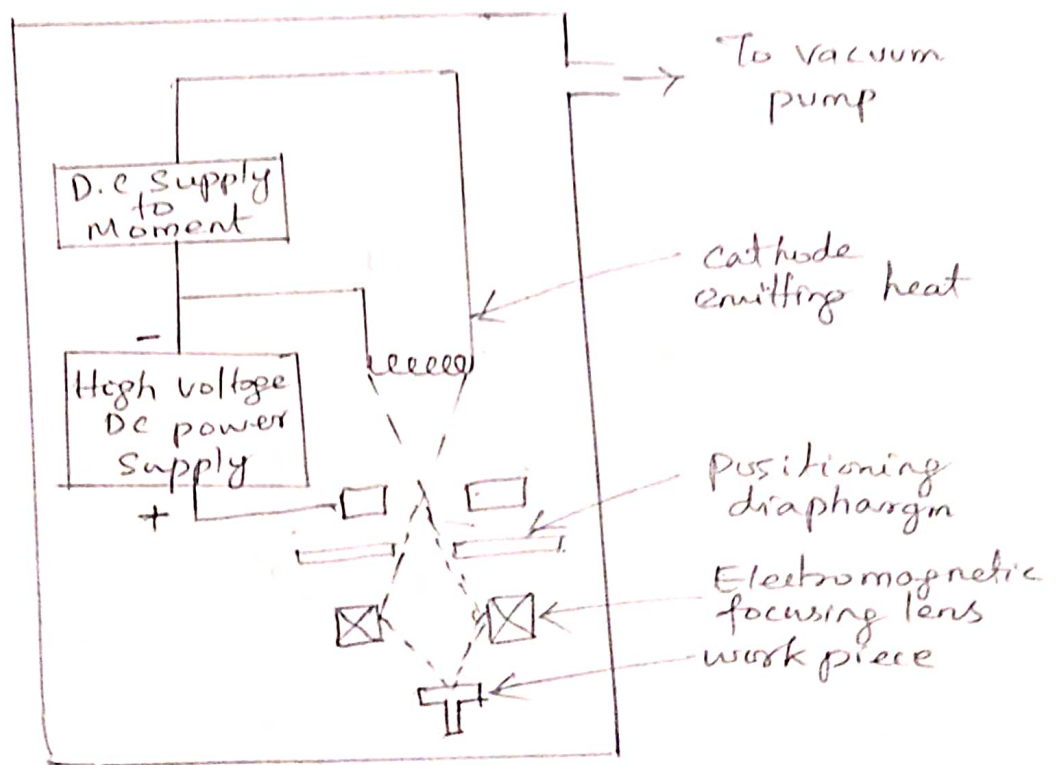 To vacuum
pump
D.C Supply
to
Moment
cathode
emitting heat
-
High voltage
DC power
Supply
+
positioning
diaphargm
Electromagnetic
focusing lens
work piece